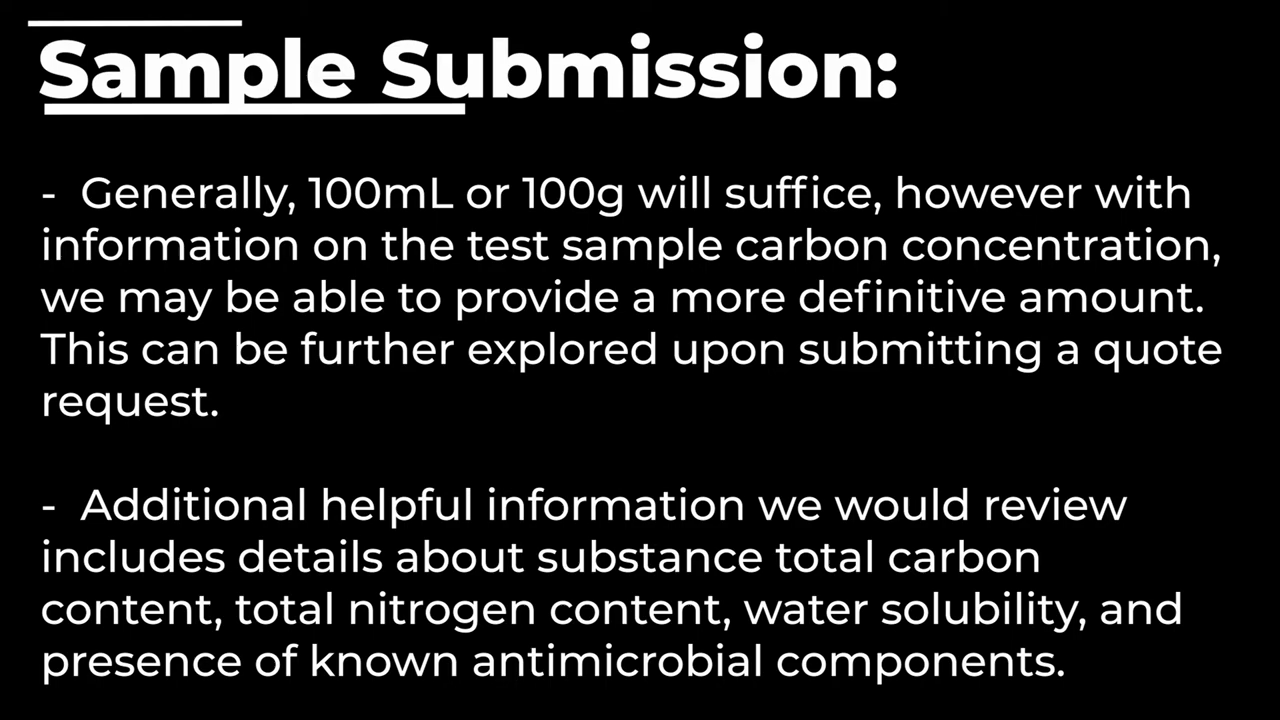 Sample Submission:
- Generally, 100mL or 100g will suffice, however with
information on the test sample carbon concentration,
we may be able to provide a more definitive amount.
This can be further explored upon submitting a quote
request.
- Additional helpful information we would review
includes details about substance total carbon
content, total nitrogen content, water solubility, and
presence of known antimicrobial components.